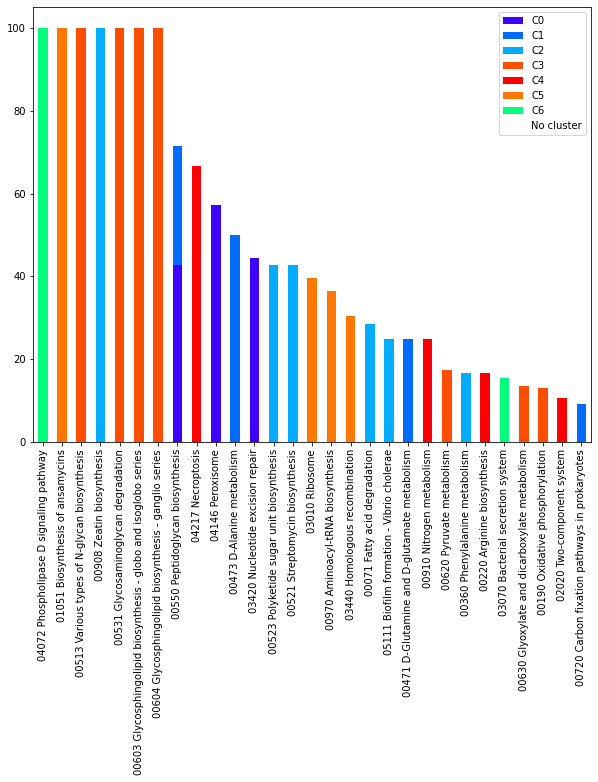 100
80
60
40
20
0
C0
C1
C2
C3
C4
C5
C6
No cluster
04072 Phospholipase D signaling pathway
01051 Biosynthesis of ansamycins
00513 Various types of N-glycan biosynthesis
00908 Zeatin biosynthesis
00531 Glycosaminoglycan degradation
00603 Glycosphingolipid biosynthesis - globo and isoglobo series
00604 Glycosphingolipid biosynthesis - ganglio series
00550 Peptidoglycan biosynthesis
04217 Necroptosis
04146 Peroxisome
00473 D-Alanine metabolism
03420 Nucleotide excision repair
00523 Polyketide sugar unit biosynthesis
00521 Streptomycin biosynthesis
03010 Ribosome
00970 Aminoacyl-tRNA biosynthesis
03440 Homologous recombination
00071 Fatty acid degradation
05111 Biofilm formation - Vibrio cholerae
00471 D-Glutamine and D-glutamate metabolism
00910 Nitrogen metabolism
00620 Pyruvate metabolism
00360 Phenylalanine metabolism
00220 Arginine biosynthesis
03070 Bacterial secretion system
00630 Glyoxylate and dicarboxylate metabolism
00190 Oxidative phosphorylation
02020 Two-component system
00720 Carbon fixation pathways in prokaryotes